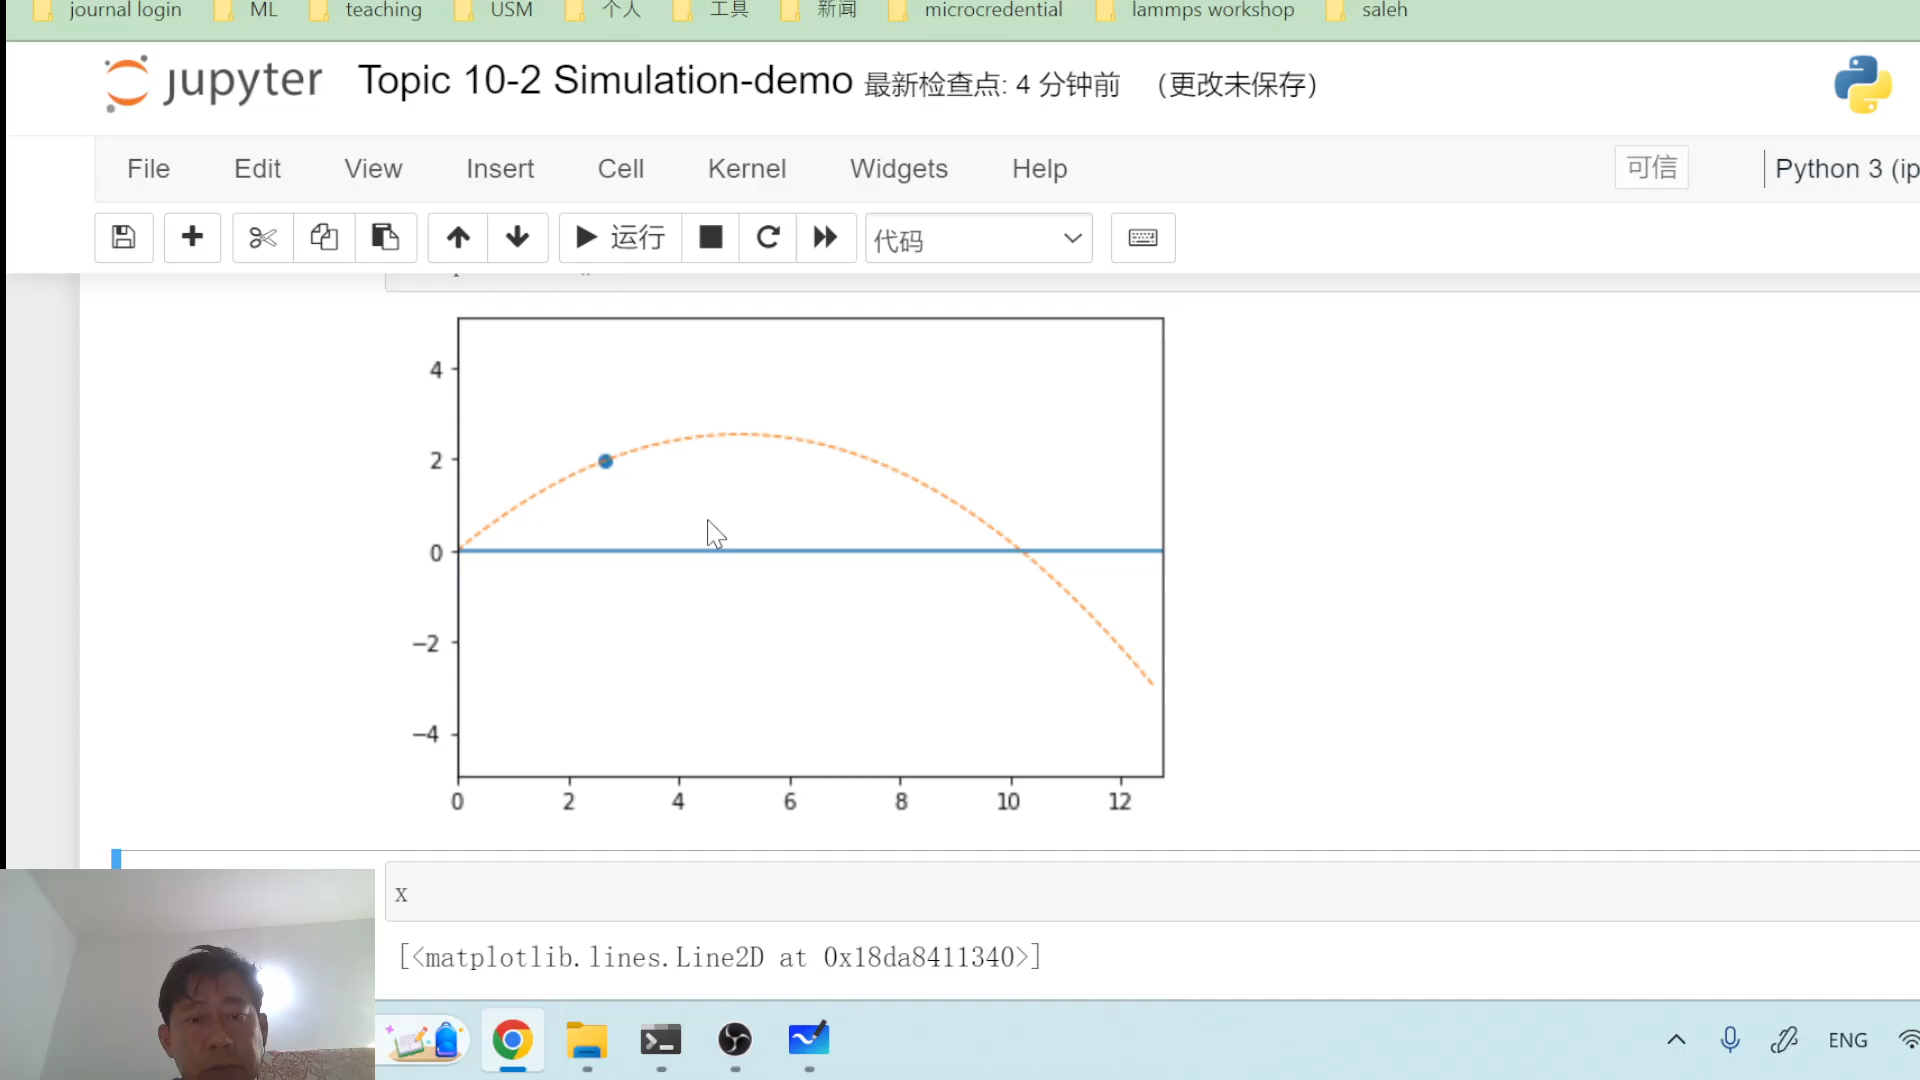 journal login ML teaching USM 个人 工具 新闻 microcredential lammps workshop saleh
jupyter Topic 10-2 Simulation-demo 最新检查点: 4 分钟前 (更改未保存)
File Edit View Insert Cell Kernel Widgets Help 可信 Python 3 (ip
运行 代码
4
2
0
−2
−4
0 2 4 6 8 10 12
x
[<matplotlib.lines.Line2D at 0x18da8411340>]
ENG